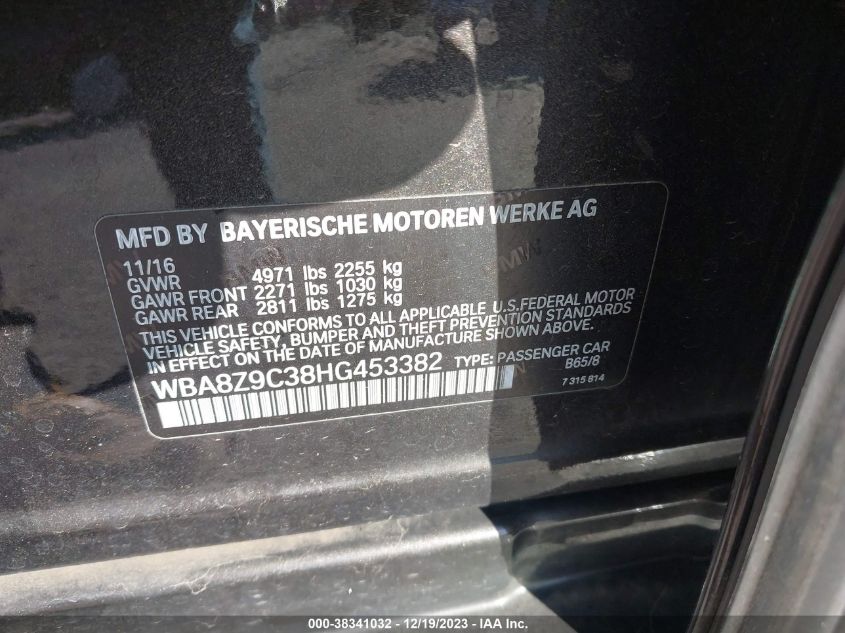 MFD BY BAYERISCHE MOTOREN WERKE AG
11/16
GVWR 4971 lbs 2255 kg
GAWR FRONT 2271 lbs 1030 kg
GAWR REAR 2811 lbs 1275 kg
THIS VEHICLE CONFORMS TO ALL APPLICABLE U.S.FEDERAL MOTOR
VEHICLE SAFETY, BUMPER AND THEFT PREVENTION STANDARDS
IN EFFECT ON THE DATE OF MANUFACTURE SHOWN ABOVE.
WBA8Z9C38HG453382 TYPE: PASSENGER CAR
B65/8
7 315 814
000-38341032 - 12/19/2023 - IAA Inc.